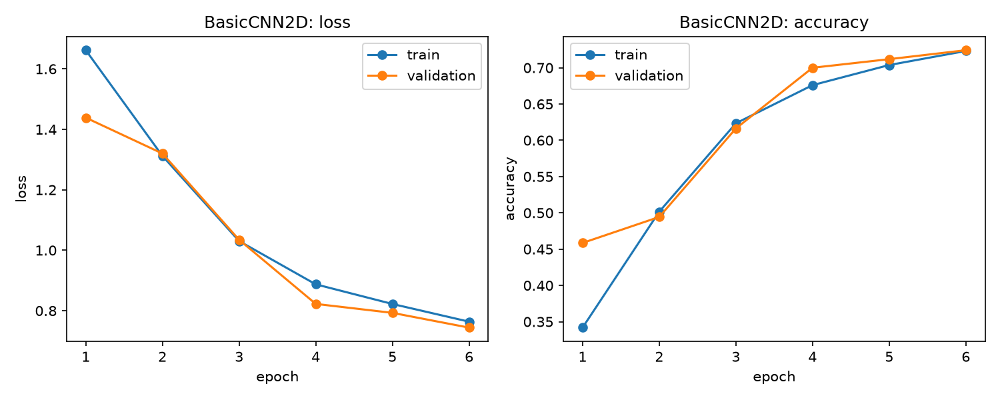 BasicCNN2D: loss
train
validation
1.6
1.4
1.2
1.0
0.8
loss
1 2 3 4 5 6
epoch
BasicCNN2D: accuracy
train
validation
0.70
0.65
0.60
0.55
0.50
0.45
0.40
0.35
accuracy
1 2 3 4 5 6
epoch